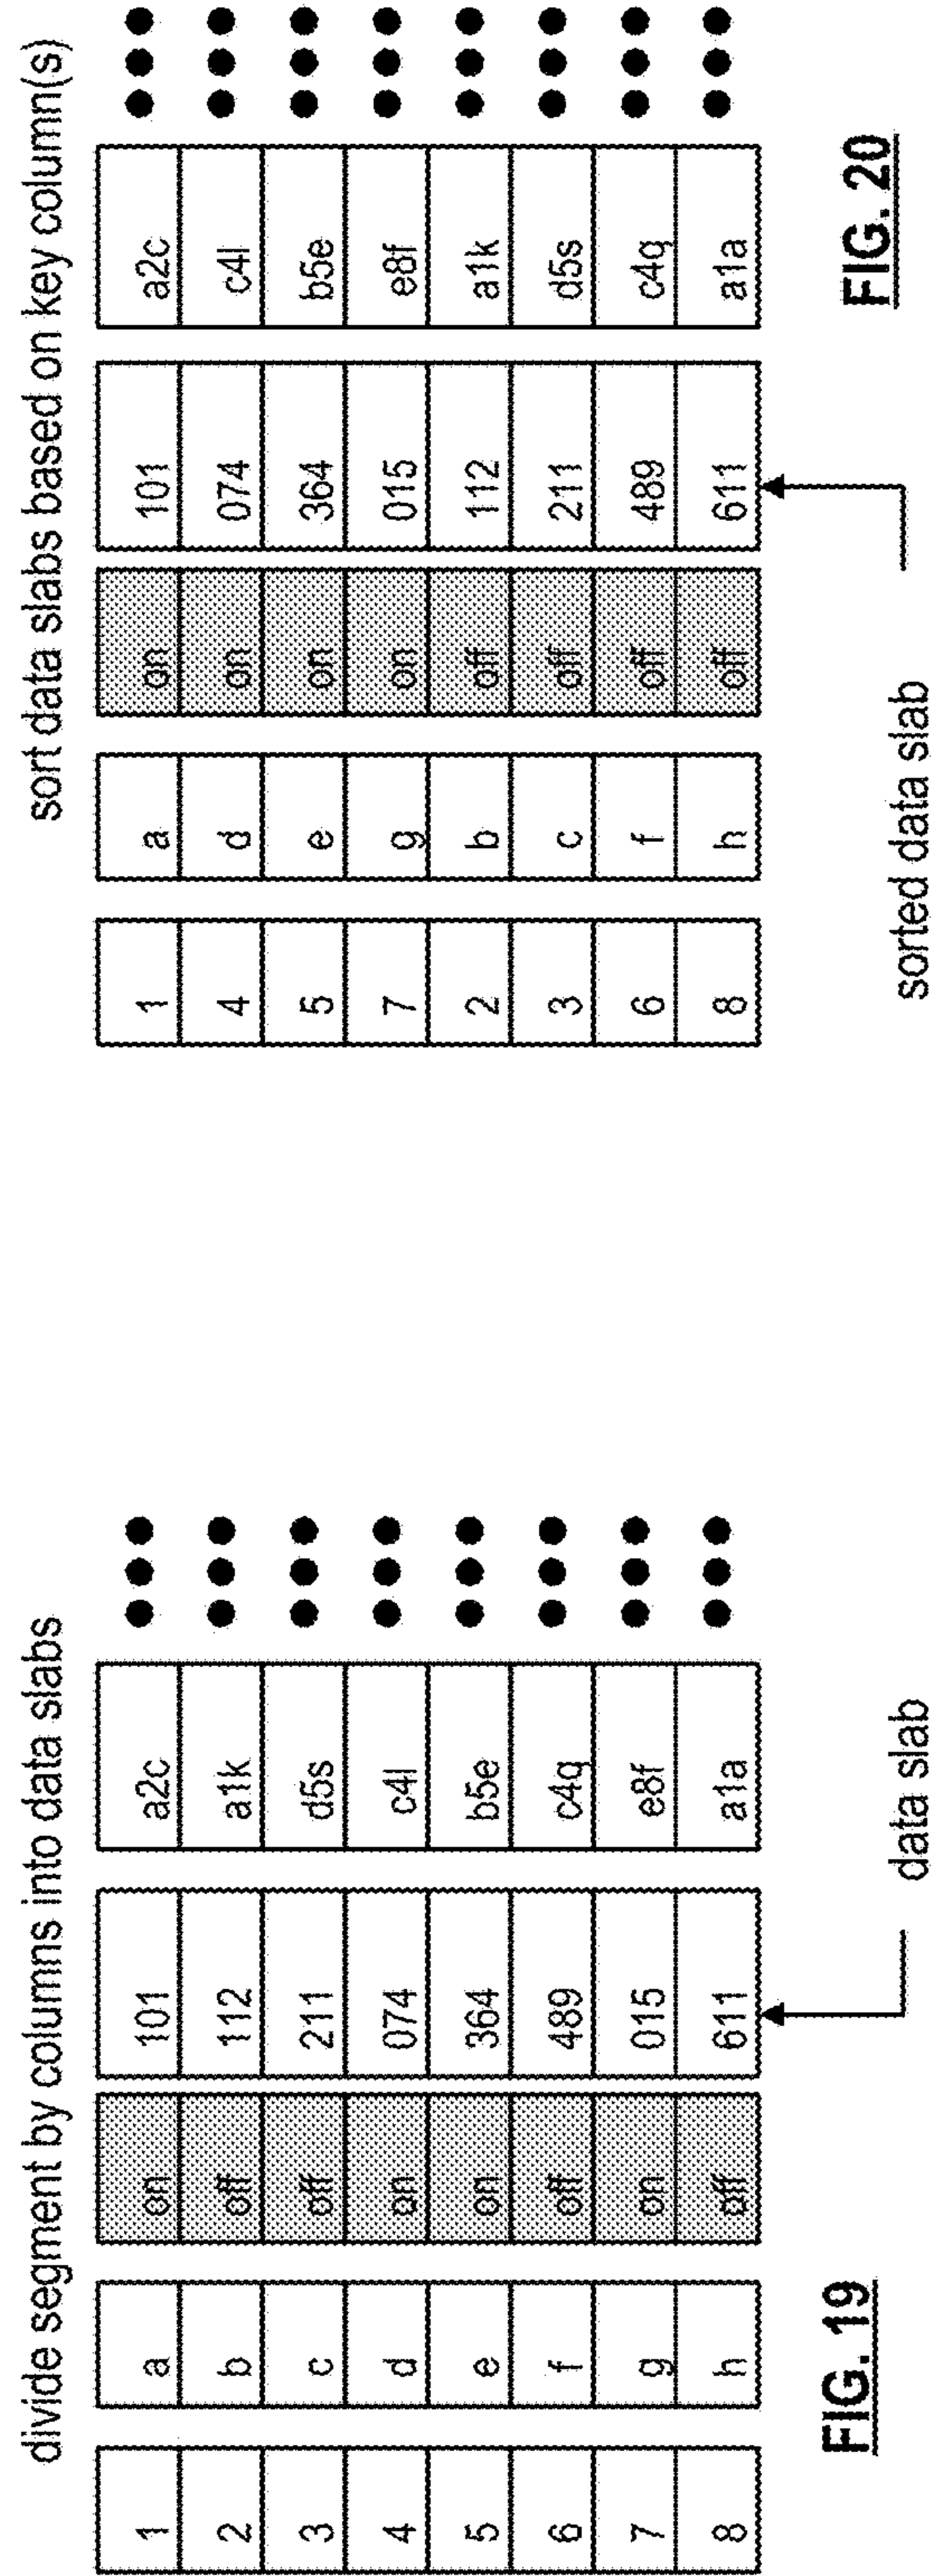 divide segment by columns into data slabs
1 a on 101 a2c
2 b off 112 a1k
3 c off 211 d5s
4 d on 074 c4l
5 e on 364 b5e
6 f off 489 c4q
7 g on 015 e8f
8 h off 611 a1a
data slab
FIG. 19
sort data slabs based on key column(s)
1 a on 101 a2c
4 d on 074 c4l
5 e on 364 b5e
7 g on 015 e8f
2 b off 112 a1k
3 c off 211 d5s
6 f off 489 c4q
8 h off 611 a1a
sorted data slab
FIG. 20